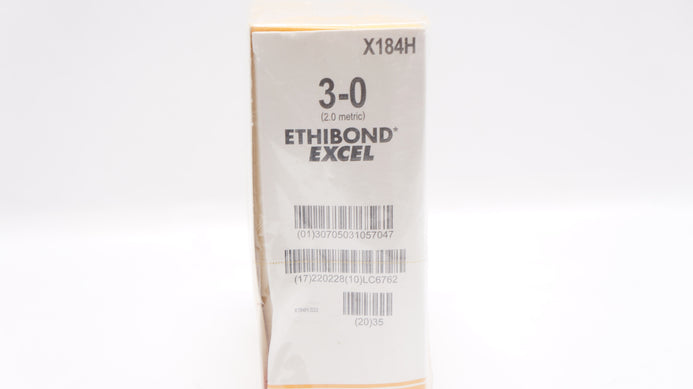 X184H
3-0
(2.0 metric)
ETHIBOND*
EXCEL
(01)30705031057047
(17)220228(10)LC6762
(20)35